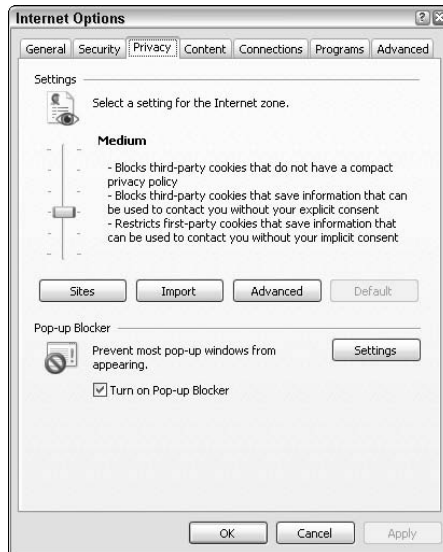 Internet Options
General Security Privacy Content Connections Programs Advanced
Settings
Select a setting for the Internet zone.
Medium
- Blocks third-party cookies that do not have a compact
privacy policy
- Blocks third-party cookies that save information that can
be used to contact you without your explicit consent
- Restricts first-party cookies that save information that
can be used to contact you without your implicit consent
Sites Import Advanced Default
Pop-up Blocker
Prevent most pop-up windows from
appearing.
Settings
Turn on Pop-up Blocker
OK Cancel Apply